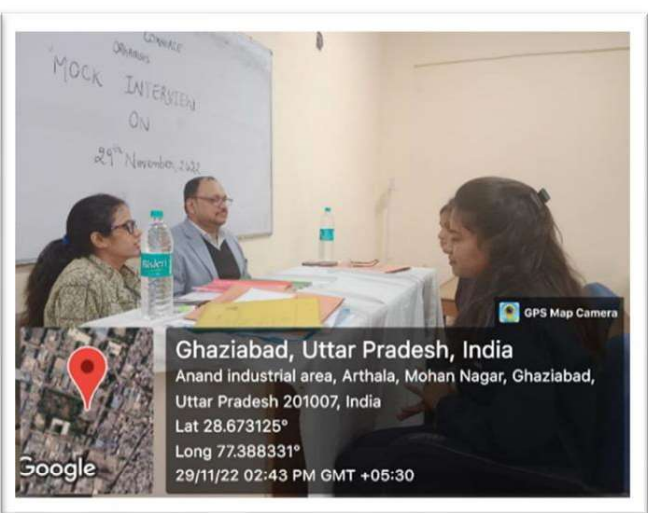 COMMERCE
ORGANISES
"MOCK INTERVIEW
ON
29th November, 2022
Bisleri
GPS Map Camera
Ghaziabad, Uttar Pradesh, India
Anand industrial area, Arthala, Mohan Nagar, Ghaziabad,
Uttar Pradesh 201007, India
Lat 28.673125°
Long 77.388331°
29/11/22 02:43 PM GMT +05:30
Google